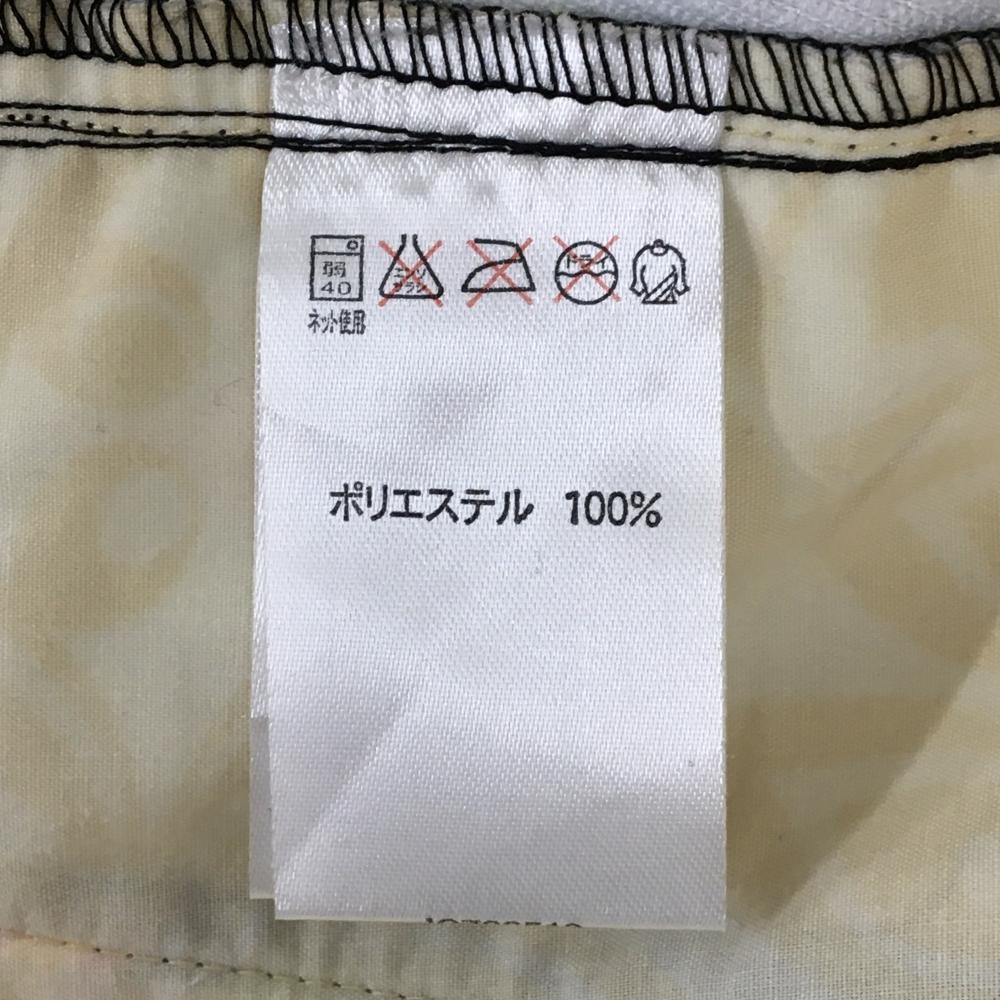 弱
40
エンソ
サラシ
ドライ
ネット使用
ポリエステル 100%